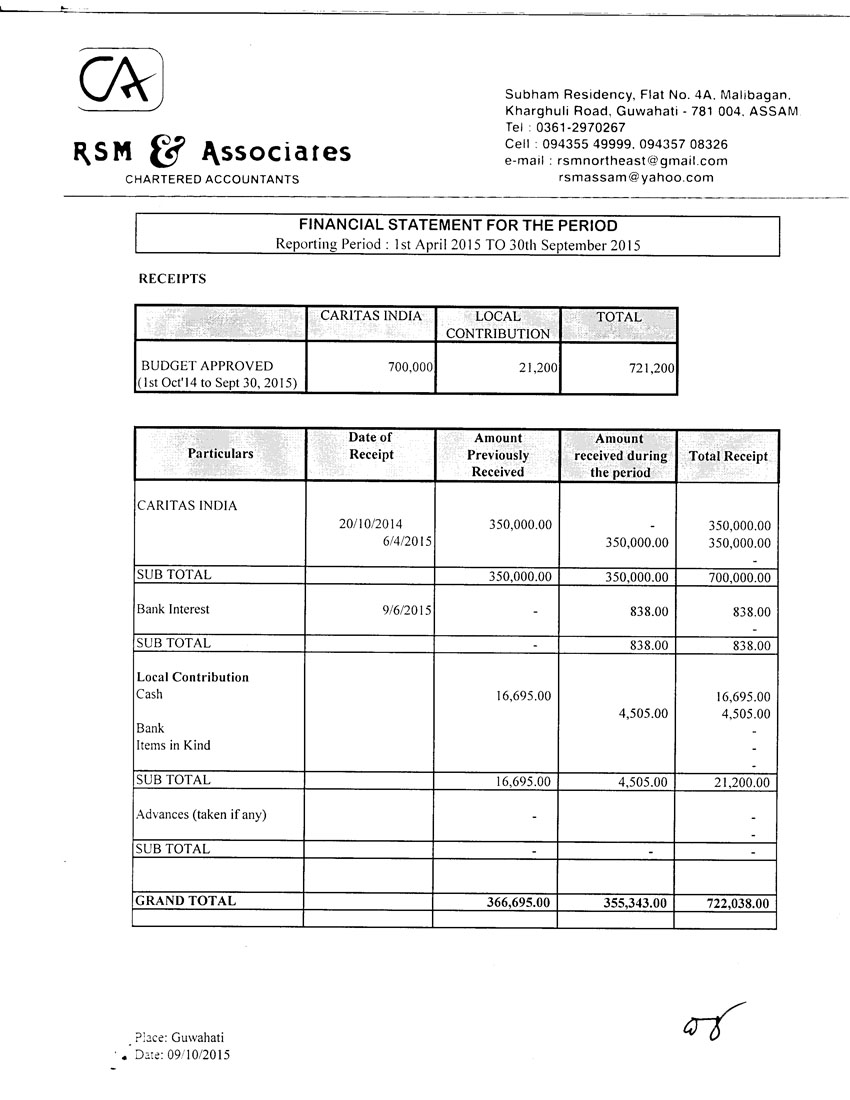 CA
Subham Residency, Flat No. 4A, Malibagan,
Kharghuli Road, Guwahati - 781 004, ASSAM
Tel : 0361-2970267
Cell : 094355 49999, 094357 08326
e-mail : rsmnortheast@gmail.com
rsmassam@yahoo.com
RSM & Associates
CHARTERED ACCOUNTANTS
FINANCIAL STATEMENT FOR THE PERIOD
Reporting Period : 1st April 2015 TO 30th September 2015
RECEIPTS
CARITAS INDIA LOCAL CONTRIBUTION TOTAL
BUDGET APPROVED 700,000 21,200 721,200
(1st Oct'14 to Sept 30, 2015)
Particulars Date of Receipt Amount Previously Received Amount received during the period Total Receipt
CARITAS INDIA
20/10/2014 350,000.00 - 350,000.00
6/4/2015 350,000.00 350,000.00
-
SUB TOTAL 350,000.00 350,000.00 700,000.00
Bank Interest 9/6/2015 - 838.00 838.00
-
SUB TOTAL - 838.00 838.00
Local Contribution
Cash 16,695.00 16,695.00
4,505.00 4,505.00
Bank -
Items in Kind -
-
SUB TOTAL 16,695.00 4,505.00 21,200.00
Advances (taken if any) - -
-
SUB TOTAL - - -
GRAND TOTAL 366,695.00 355,343.00 722,038.00
Place: Guwahati
Date: 09/10/2015